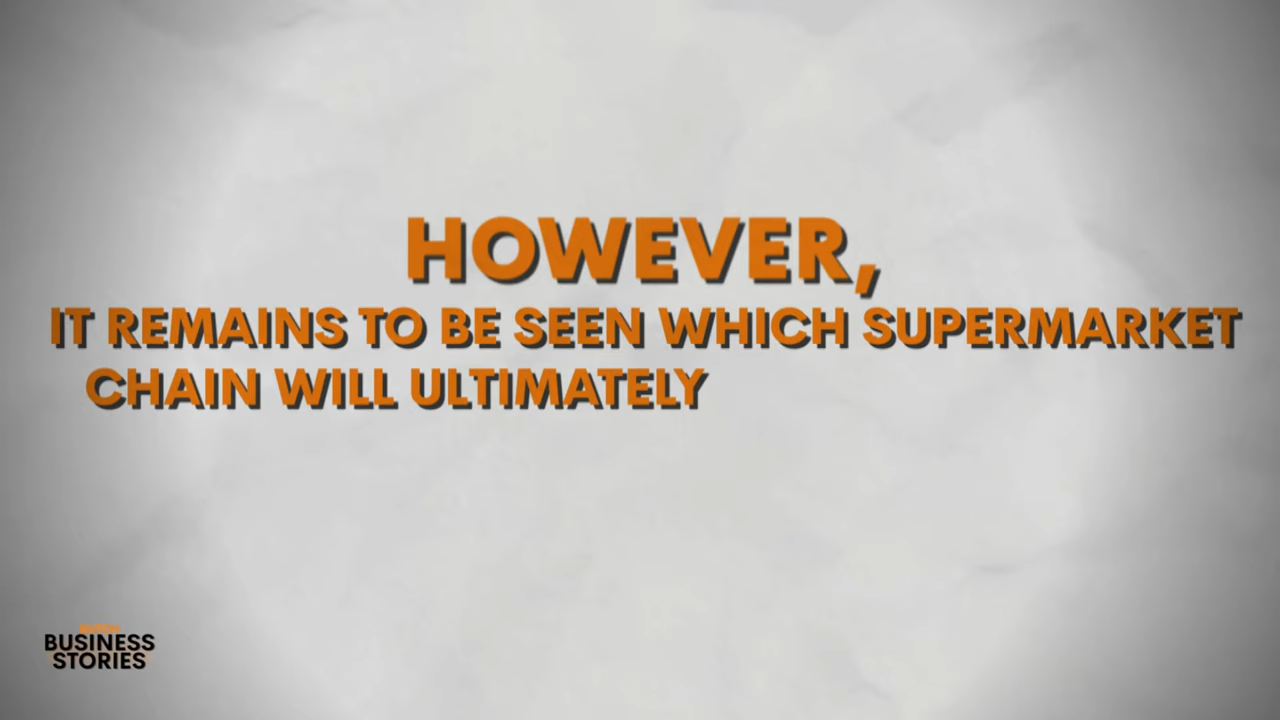 HOWEVER,
IT REMAINS TO BE SEEN WHICH SUPERMARKET
CHAIN WILL ULTIMATELY
BUSINESS
STORIES